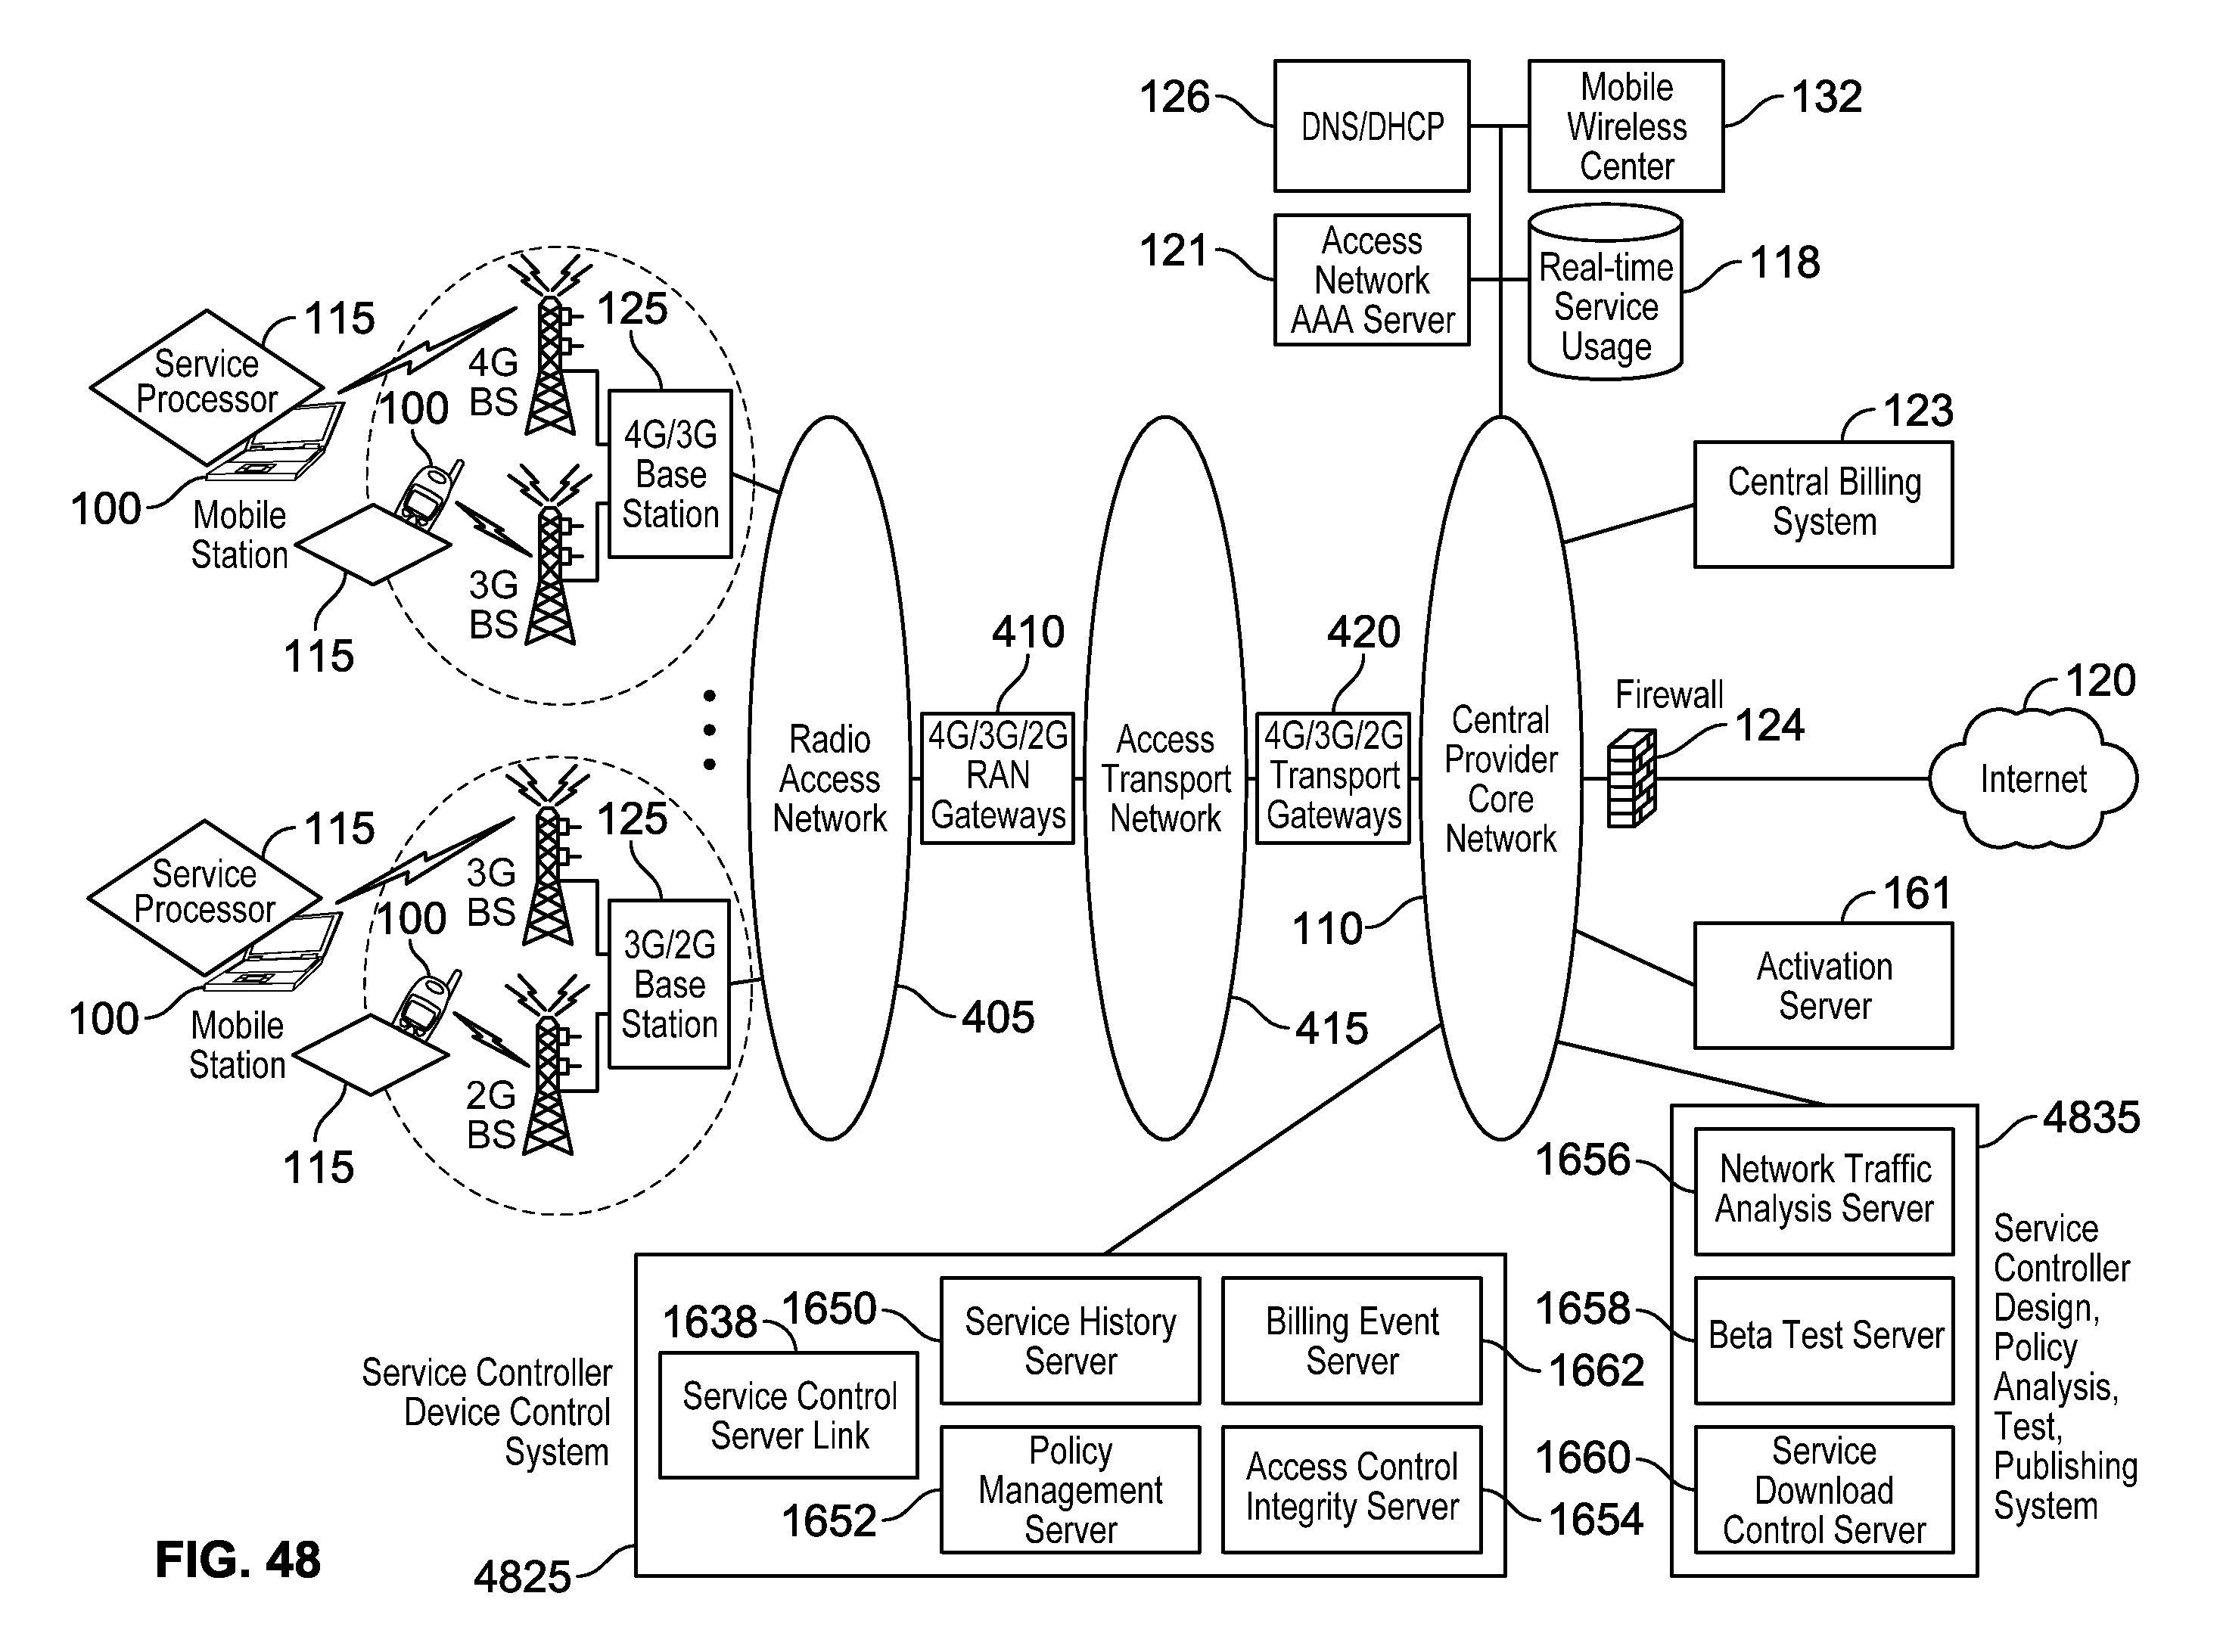 126
DNS/DHCP
Mobile
Wireless
Center
132
121
Access
Network
AAA Server
Real-time
Service
Usage
118
115
Service
Processor
100
Mobile
Station
100
115
4G
BS
3G
BS
125
4G/3G
Base
Station
115
Service
Processor
100
Mobile
Station
100
115
3G
BS
2G
BS
125
3G/2G
Base
Station
Radio
Access
Network
405
410
4G/3G/2G
RAN
Gateways
Access
Transport
Network
415
420
4G/3G/2G
Transport
Gateways
Central
Provider
Core
Network
110
123
Central Billing
System
Firewall
124
120
Internet
161
Activation
Server
4835
1656
Network Traffic
Analysis Server
1658
Beta Test Server
1660
Service
Download
Control Server
Service
Controller
Design,
Policy
Analysis,
Test,
Publishing
System
Service Controller
Device Control
System
4825
1638
Service Control
Server Link
1650
Service History
Server
Billing Event
Server
1662
1652
Policy
Management
Server
Access Control
Integrity Server
1654
FIG. 48